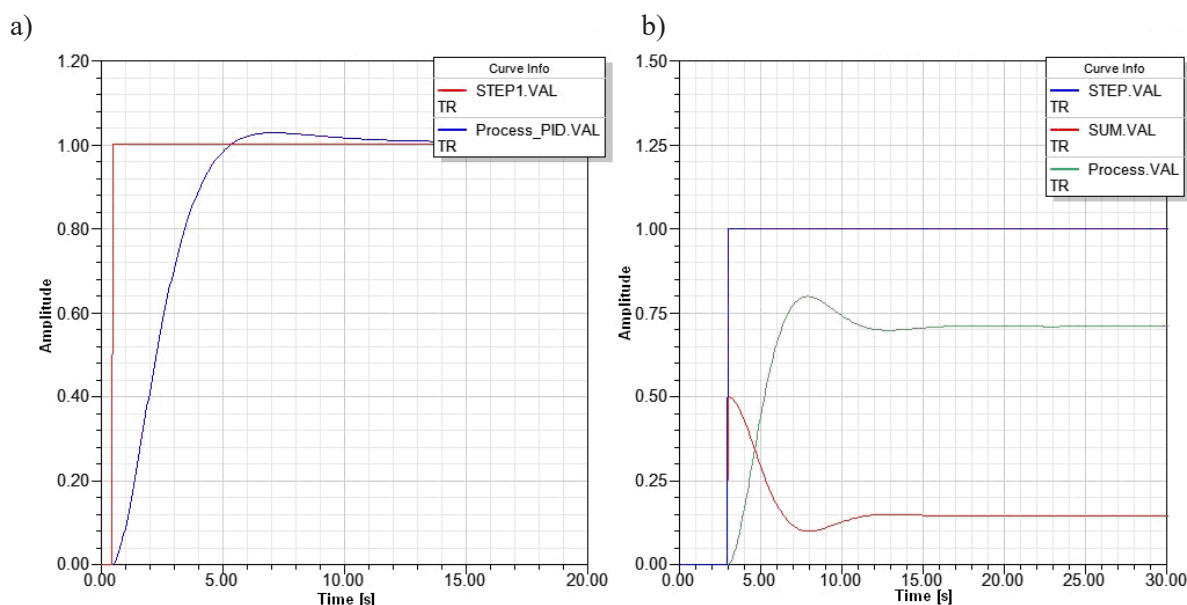 a)
1.20
1.00
0.80
0.60
0.40
0.20
0.00
Amplitude
0.00 5.00 10.00 15.00 20.00
Time [s]
Curve Info
STEP1.VAL
TR
Process_PID.VAL
TR
b)
1.50
1.25
1.00
0.75
0.50
0.25
0.00
Amplitude
0.00 5.00 10.00 15.00 20.00 25.00 30.00
Time [s]
Curve Info
STEP.VAL
TR
SUM.VAL
TR
Process.VAL
TR